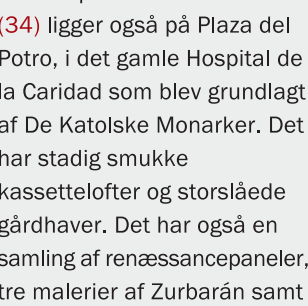 (34) ligger også på Plaza del
Potro, i det gamle Hospital de
la Caridad som blev grundlagt
af De Katolske Monarker. Det
har stadig smukke
kassettelofter og storslåede
gårdhaver. Det har også en
samling af renæssancepaneler,
tre malerier af Zurbarán samt